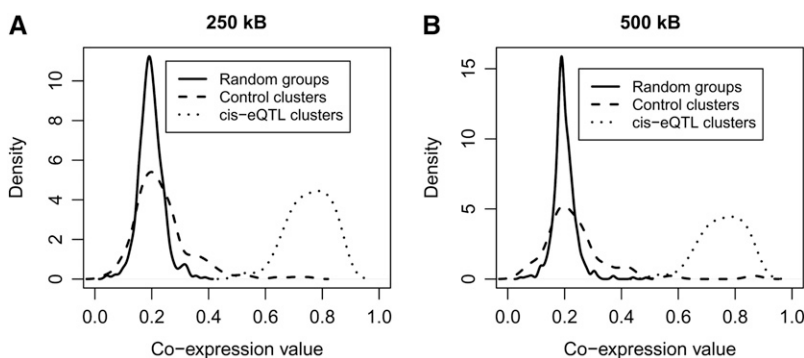 A
250 kB
Random groups
Control clusters
cis−eQTL clusters
Density
10
8
6
4
2
0
0.0 0.2 0.4 0.6 0.8 1.0
Co−expression value
B
500 kB
Random groups
Control clusters
cis−eQTL clusters
Density
15
10
5
0
0.0 0.2 0.4 0.6 0.8 1.0
Co−expression value